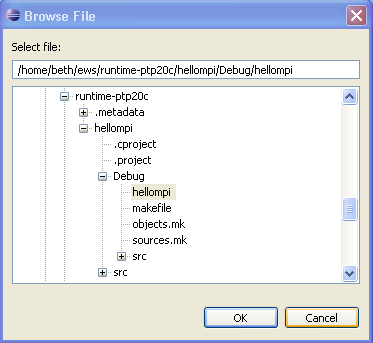 Browse File
Select file:
/home/beth/ews/runtime-ptp20c/hellompi/Debug/hellompi
runtime-ptp20c
.metadata
hellompi
.cproject
.project
Debug
hellompi
makefile
objects.mk
sources.mk
src
src
OK
Cancel